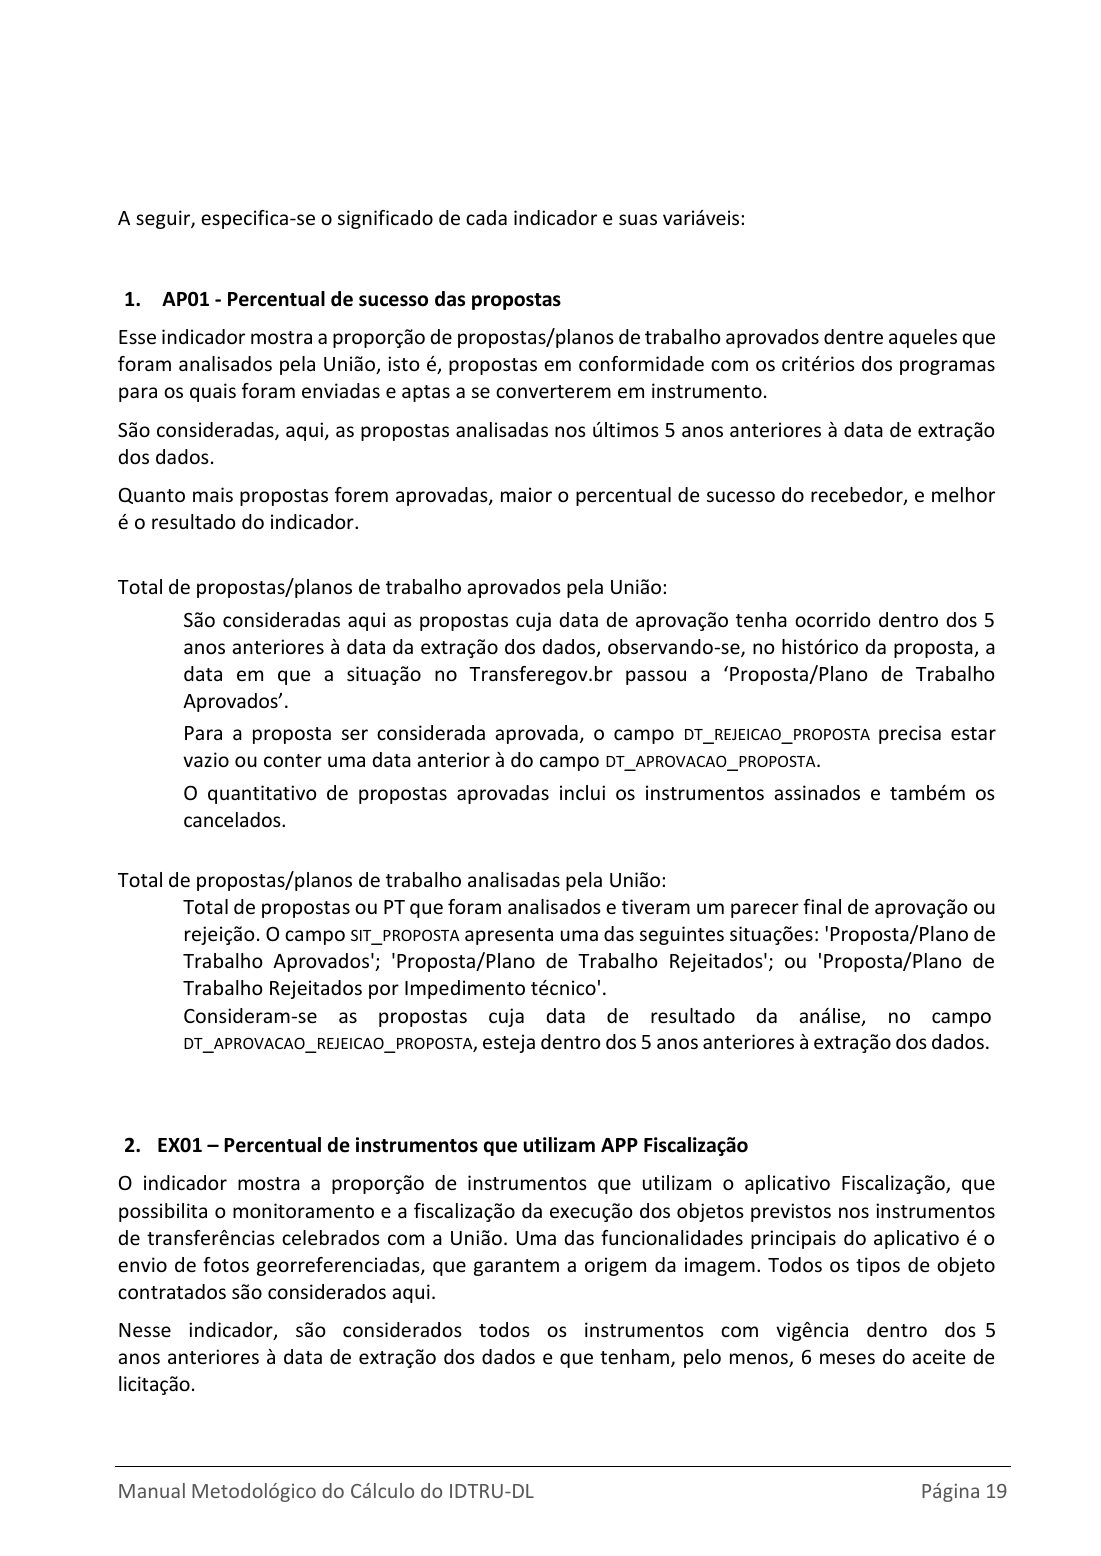 A seguir, especifica-se o significado de cada indicador e suas variáveis:
1. AP01 - Percentual de sucesso das propostas
Esse indicador mostra a proporção de propostas/planos de trabalho aprovados dentre aqueles que
foram analisados pela União, isto é, propostas em conformidade com os critérios dos programas
para os quais foram enviadas e aptas a se converterem em instrumento.
São consideradas, aqui, as propostas analisadas nos últimos 5 anos anteriores à data de extração
dos dados.
Quanto mais propostas forem aprovadas, maior o percentual de sucesso do recebedor, e melhor
é o resultado do indicador.
Total de propostas/planos de trabalho aprovados pela União:
São consideradas aqui as propostas cuja data de aprovação tenha ocorrido dentro dos 5
anos anteriores à data da extração dos dados, observando-se, no histórico da proposta, a
data em que a situação no Transferegov.br passou a ‘Proposta/Plano de Trabalho
Aprovados’.
Para a proposta ser considerada aprovada, o campo DT_REJEICAO_PROPOSTA precisa estar
vazio ou conter uma data anterior à do campo DT_APROVACAO_PROPOSTA.
O quantitativo de propostas aprovadas inclui os instrumentos assinados e também os
cancelados.
Total de propostas/planos de trabalho analisadas pela União:
Total de propostas ou PT que foram analisados e tiveram um parecer final de aprovação ou
rejeição. O campo SIT_PROPOSTA apresenta uma das seguintes situações: 'Proposta/Plano de
Trabalho Aprovados'; 'Proposta/Plano de Trabalho Rejeitados'; ou 'Proposta/Plano de
Trabalho Rejeitados por Impedimento técnico'.
Consideram-se as propostas cuja data de resultado da análise, no campo
DT_APROVACAO_REJEICAO_PROPOSTA, esteja dentro dos 5 anos anteriores à extração dos dados.
2. EX01 – Percentual de instrumentos que utilizam APP Fiscalização
O indicador mostra a proporção de instrumentos que utilizam o aplicativo Fiscalização, que
possibilita o monitoramento e a fiscalização da execução dos objetos previstos nos instrumentos
de transferências celebrados com a União. Uma das funcionalidades principais do aplicativo é o
envio de fotos georreferenciadas, que garantem a origem da imagem. Todos os tipos de objeto
contratados são considerados aqui.
Nesse indicador, são considerados todos os instrumentos com vigência dentro dos 5
anos anteriores à data de extração dos dados e que tenham, pelo menos, 6 meses do aceite de
licitação.
Manual Metodológico do Cálculo do IDTRU-DL Página 19